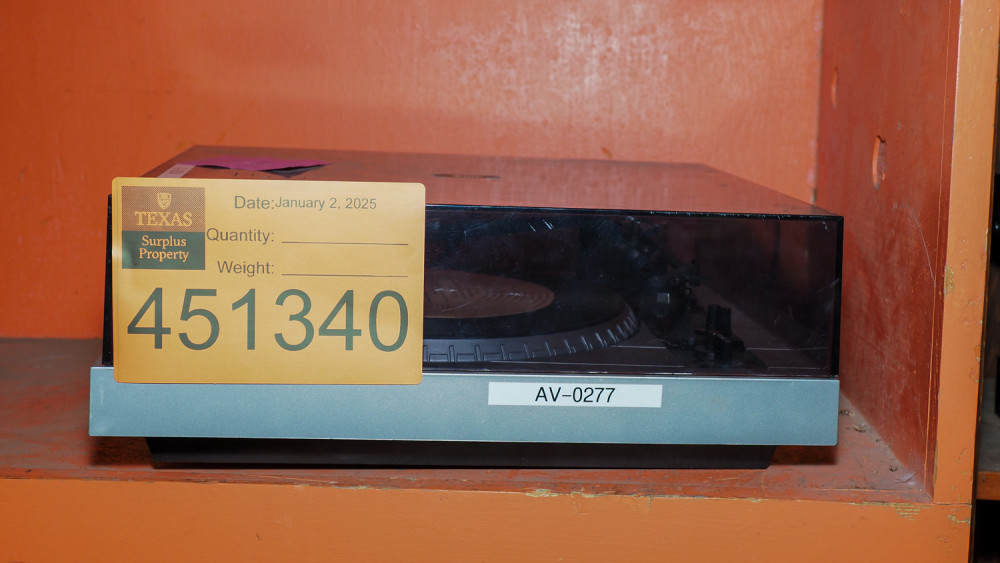 TEXAS
Surplus
Property
Date:January 2, 2025
Quantity:
Weight:
451340
AV-0277